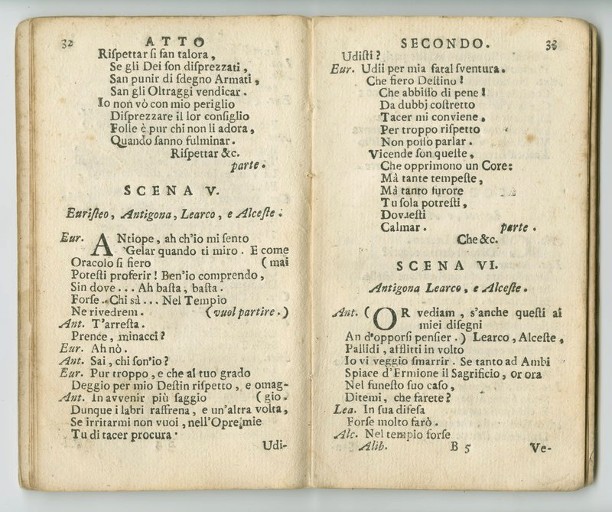 32 ATTO
Rispettar si fan talora,
Se gli Dei son disprezzati,
San punir di sdegno Armati,
San gli Oltraggi vendicar.
Io non vò con mio periglio
Disprezzare il lor consiglio
Folle è pur chi non li adora,
Quando sanno fulminar.
Rispettar &c.
parte.
SCENA V.
Euristeo, Antigona, Learco, e Alceste.
Eur. ANtiope, ah ch'io mi sento
Gelar quando ti miro. E come
Oracolo si fiero (mai
Potesti proferir! Ben'io comprendo,
Sin dove... Ah basta, basta.
Forse.. Chi sà... Nel Tempio
Ne rivedrem. (vuol partire.)
Ant. T'arresta.
Prence, minacci?
Eur. Ah nò.
Ant. Sai, chi son'io?
Eur. Pur troppo, e che al tuo grado
Deggio per mio Destin rispetto, e omag-
Ant. In avvenir più saggio (gio.
Dunque i labri raffrena, e un'altra volta,
Se irritarmi non vuoi, nell'Opre mie
Tu di tacer procura.
Udi-
SECONDO. 33
Udisti?
Eur. Udii per mia fatal sventura.
Che fiero Destino!
Che abbisso di pene!
Da dubbj costretto
Tacer mi conviene,
Per troppo rispetto
Non posso parlar.
Vicende son queste,
Che opprimono un Core:
Mà tante tempeste,
Mà tanto furore
Tu sola potresti,
Dovresti
Calmar. parte.
Che &c.
SCENA VI.
Antigona Learco, e Alceste.
Ant. (OR vediam, s'anche questi ai
miei disegni
An d'opporsi pensier.) Learco, Alceste,
Pallidi, afflitti in volto
Io vi veggio smarrir. Se tanto ad Ambi
Spiace d'Ermione il Sagrificio, or ora
Nel funesto suo caso,
Ditemi, che farete?
Lea. In sua difesa
Forse molto farò.
Alc. Nel tempio forse
Alib. B 5 Ve-